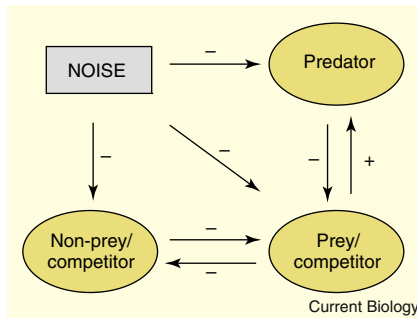 NOISE
–
Predator
–
–
–
+
Non-prey/
competitor
–
–
Prey/
competitor
Current Biology